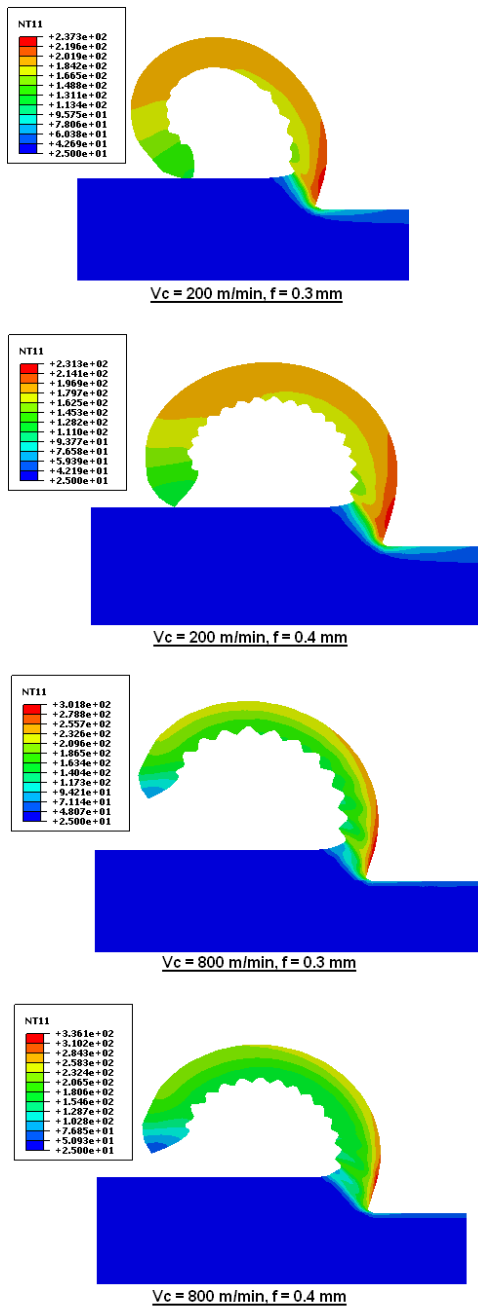 NT11
+2.373e+02
+2.196e+02
+2.019e+02
+1.842e+02
+1.665e+02
+1.488e+02
+1.311e+02
+1.134e+02
+9.575e+01
+7.806e+01
+6.038e+01
+4.269e+01
+2.500e+01
Vc = 200 m/min, f = 0.3 mm
NT11
+2.313e+02
+2.141e+02
+1.969e+02
+1.797e+02
+1.625e+02
+1.453e+02
+1.282e+02
+1.110e+02
+9.377e+01
+7.658e+01
+5.939e+01
+4.219e+01
+2.500e+01
Vc = 200 m/min, f = 0.4 mm
NT11
+3.018e+02
+2.788e+02
+2.557e+02
+2.326e+02
+2.096e+02
+1.865e+02
+1.634e+02
+1.404e+02
+1.173e+02
+9.421e+01
+7.114e+01
+4.807e+01
+2.500e+01
Vc = 800 m/min, f = 0.3 mm
NT11
+3.361e+02
+3.102e+02
+2.843e+02
+2.583e+02
+2.324e+02
+2.065e+02
+1.806e+02
+1.546e+02
+1.287e+02
+1.028e+02
+7.685e+01
+5.093e+01
+2.500e+01
Vc = 800 m/min, f = 0.4 mm